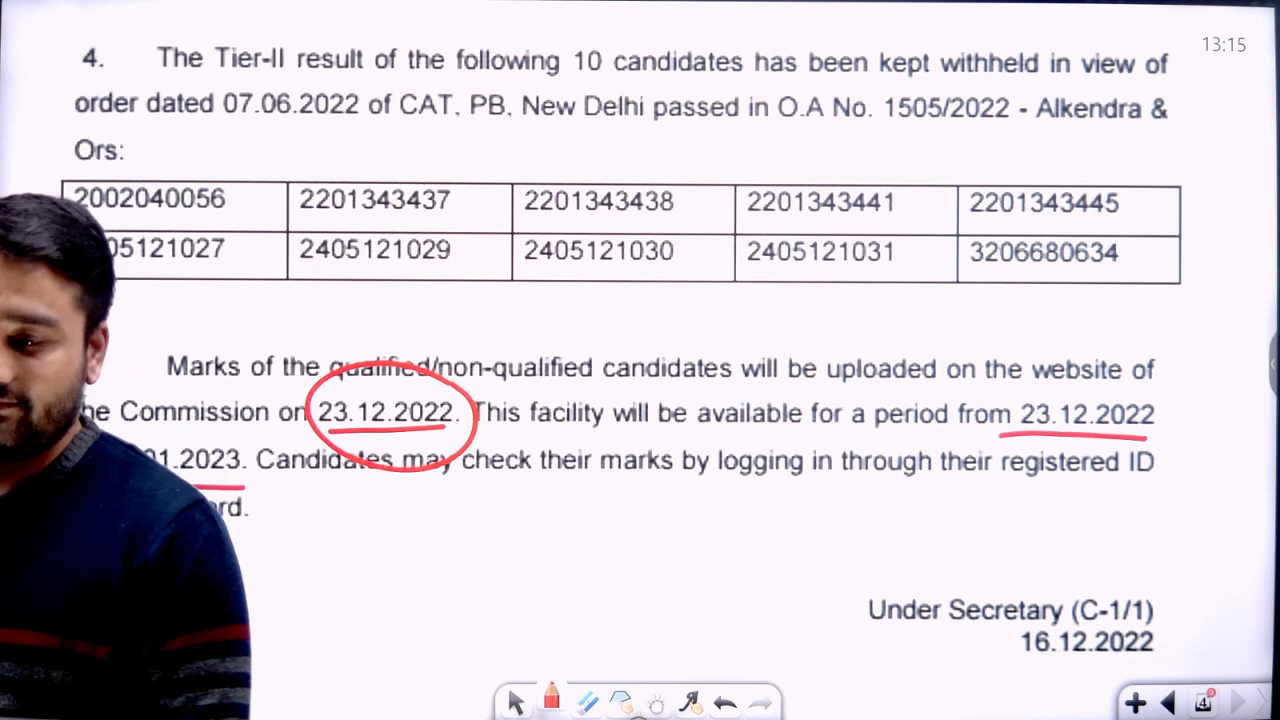 13:15
4. The Tier-II result of the following 10 candidates has been kept withheld in view of
order dated 07.06.2022 of CAT, PB, New Delhi passed in O.A No. 1505/2022 - Alkendra &
Ors:
2002040056 2201343437 2201343438 2201343441 2201343445
05121027 2405121029 2405121030 2405121031 3206680634
Marks of the qualified/non-qualified candidates will be uploaded on the website of
he Commission on 23.12.2022. This facility will be available for a period from 23.12.2022
01.2023. Candidates may check their marks by logging in through their registered ID
rd.
Under Secretary (C-1/1)
16.12.2022
4